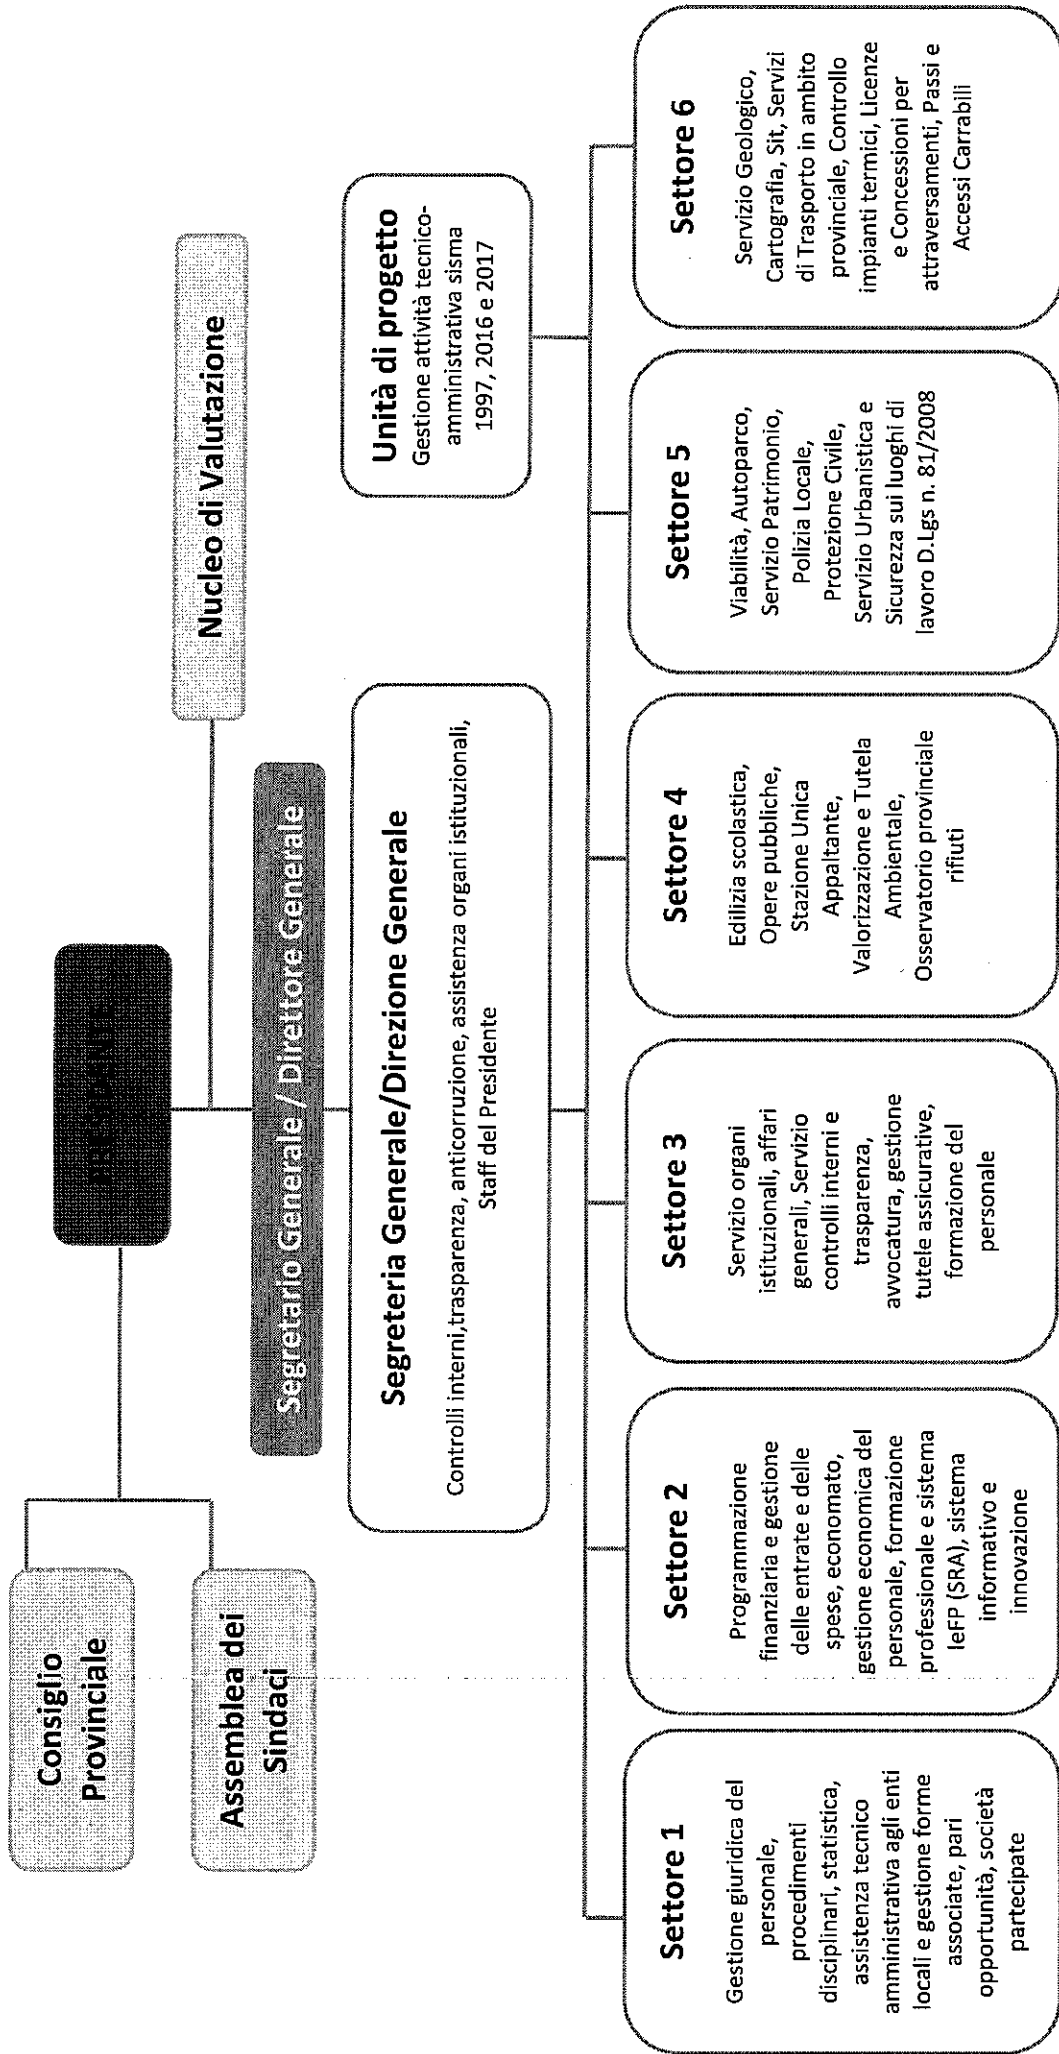 Consiglio
Provinciale
Assemblea dei
Sindaci
PRESIDENTE
Nucleo di Valutazione
Segretario Generale / Direttore Generale
Segreteria Generale/Direzione Generale
Controlli interni,trasparenza, anticorruzione, assistenza organi istituzionali,
Staff del Presidente
Unità di progetto
Gestione attività tecnico-
amministrativa sisma
1997, 2016 e 2017
Settore 1
Gestione giuridica del
personale,
procedimenti
disciplinari, statistica,
assistenza tecnico
amministrativa agli enti
locali e gestione forme
associate, pari
opportunità, società
partecipate
Settore 2
Programmazione
finanziaria e gestione
delle entrate e delle
spese, economato,
gestione economica del
personale, formazione
professionale e sistema
IeFP (SRA), sistema
informativo e
innovazione
Settore 3
Servizio organi
istituzionali, affari
generali, Servizio
controlli interni e
trasparenza,
avvocatura, gestione
tutele assicurative,
formazione del
personale
Settore 4
Edilizia scolastica,
Opere pubbliche,
Stazione Unica
Appaltante,
Valorizzazione e Tutela
Ambientale,
Osservatorio provinciale
rifiuti
Settore 5
Viabilità, Autoparco,
Servizio Patrimonio,
Polizia Locale,
Protezione Civile,
Servizio Urbanistica e
Sicurezza sui luoghi di
lavoro D.Lgs n. 81/2008
Settore 6
Servizio Geologico,
Cartografia, Sit, Servizi
di Trasporto in ambito
provinciale, Controllo
impianti termici, Licenze
e Concessioni per
attraversamenti, Passi e
Accessi Carrabili